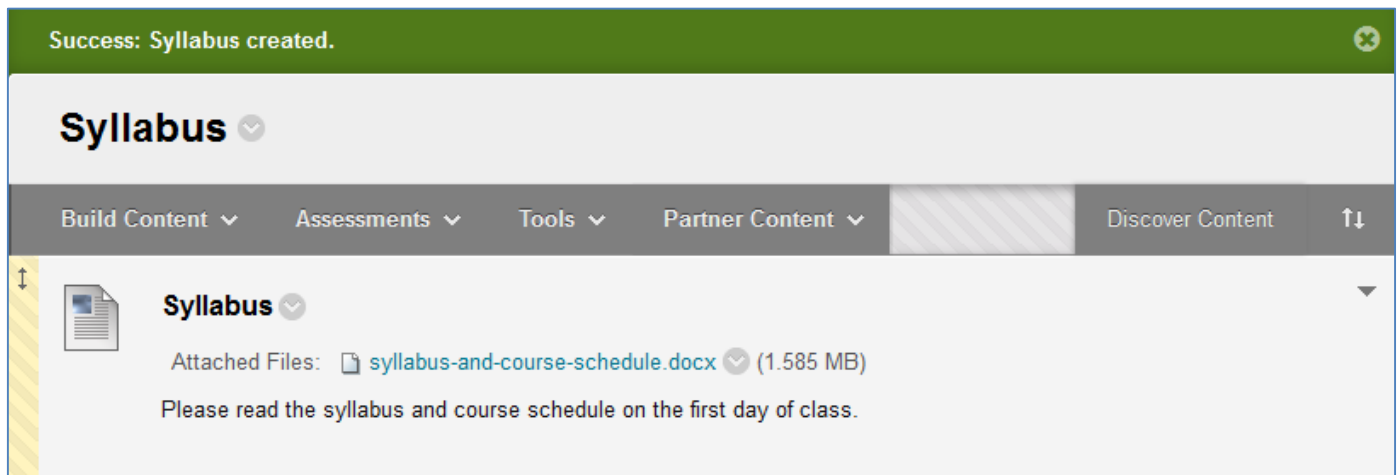 Success: Syllabus created.
Syllabus
Build Content Assessments Tools Partner Content Discover Content
Syllabus
Attached Files: syllabus-and-course-schedule.docx (1.585 MB)
Please read the syllabus and course schedule on the first day of class.